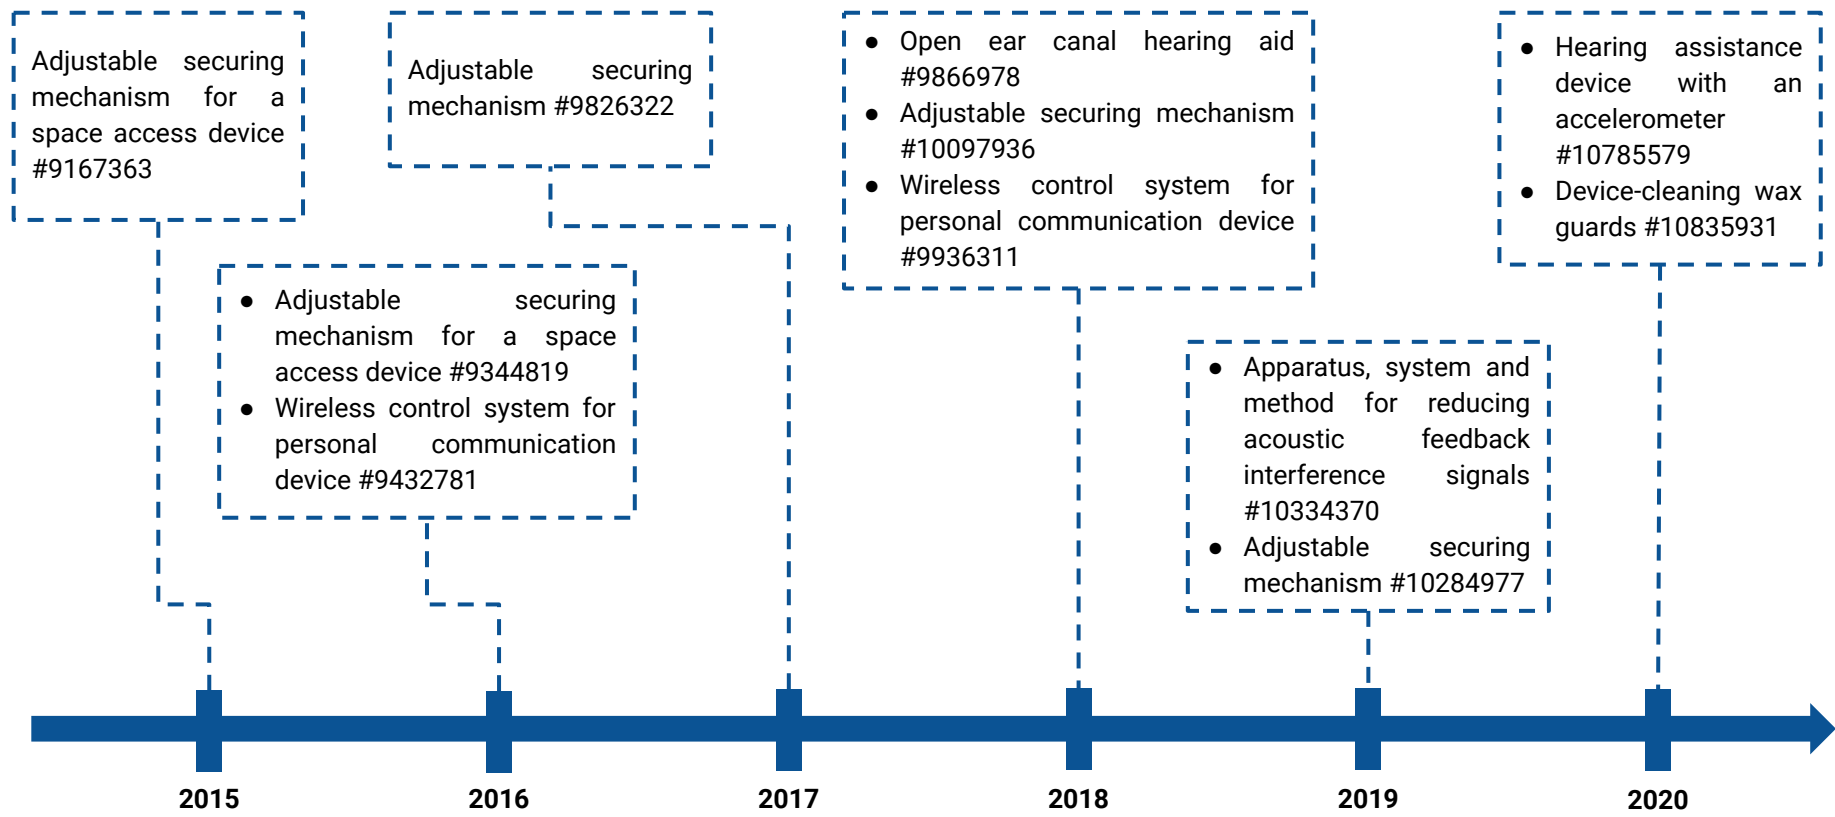 Adjustable securing
mechanism for a
space access device
#9167363
● Adjustable securing
mechanism for a space
access device #9344819
● Wireless control system for
personal communication
device #9432781
Adjustable securing
mechanism #9826322
● Open ear canal hearing aid
#9866978
● Adjustable securing mechanism
#10097936
● Wireless control system for
personal communication device
#9936311
● Apparatus, system and
method for reducing
acoustic feedback
interference signals
#10334370
● Adjustable securing
mechanism #10284977
● Hearing assistance
device with an
accelerometer
#10785579
● Device-cleaning wax
guards #10835931
2015
2016
2017
2018
2019
2020